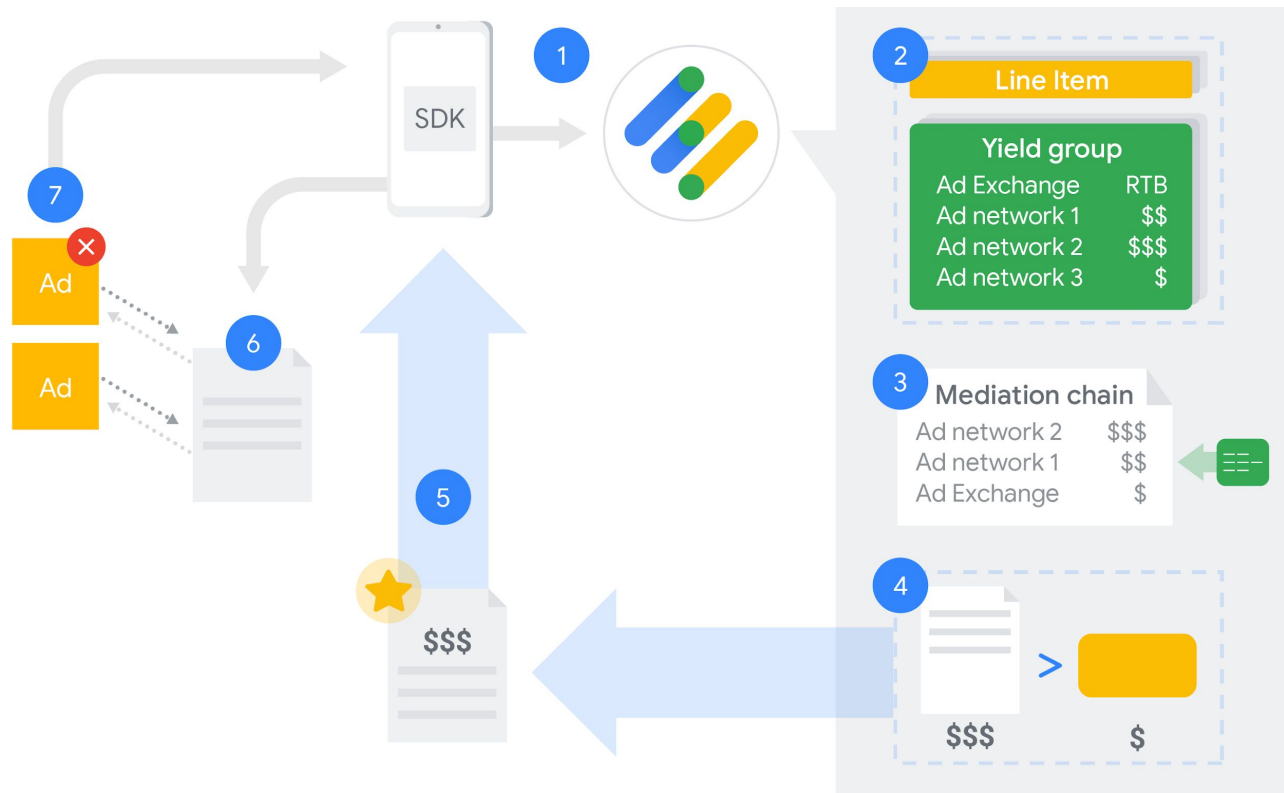 1
SDK
2
Line Item
Yield group
Ad Exchange RTB
Ad network 1 $$
Ad network 2 $$$
Ad network 3 $
3
Mediation chain
Ad network 2 $$$
Ad network 1 $$
Ad Exchange $
4
>
$$$ $
5
$$$
6
7
Ad
Ad